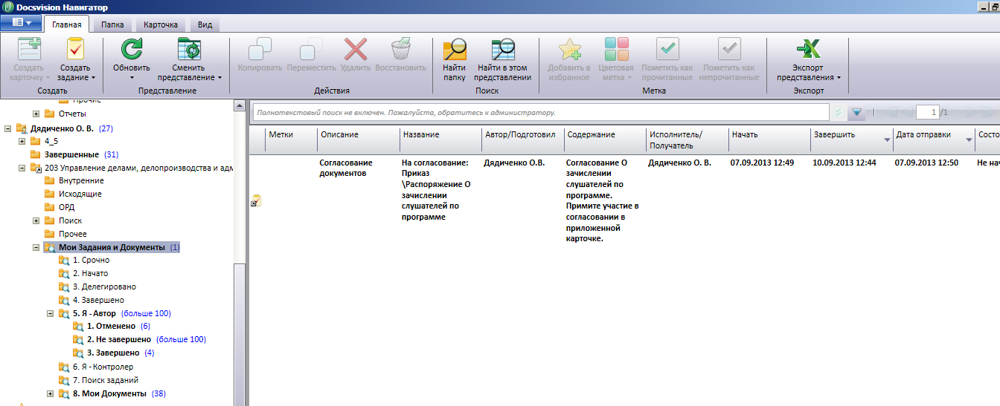 Docsvision Навигатор
Главная Папка Карточка Вид
Создать карточку
Создать задание
Обновить
Сменить представление
Копировать
Переместить
Удалить
Восстановить
Найти папку
Найти в этом представлении
Добавить в избранное
Цветовая метка
Пометить как прочитанные
Пометить как непрочитанные
Экспорт представления
Создать
Представление
Действия
Поиск
Метка
Экспорт
Прочие
Отчеты
Дядиченко О. В. (27)
4_5
Завершенные (31)
203 Управление делами, делопроизводства и адм
Внутренние
Исходящие
ОРД
Поиск
Прочее
Мои Задания и Документы (1)
1. Срочно
2. Начато
3. Делегировано
4. Завершено
5. Я - Автор (больше 100)
1. Отменено (6)
2. Не завершено (больше 100)
3. Завершено (4)
6. Я - Контролер
7. Поиск заданий
8. Мои Документы (38)
Полнотекстовый поиск не включен. Пожалуйста, обратитесь к администратору.
1 /1
Метки
Описание
Название
Автор/Подготовил
Содержание
Исполнитель/
Получатель
Начать
Завершить
Дата отправки
Состо
Согласование
документов
На согласование:
Приказ
\Распоряжение О
зачислении
слушателей по
программе
Дядиченко О.В.
Согласование О
зачислении
слушателей по
программе.
Примите участие в
согласовании в
приложенной
карточке.
Дядиченко О. В.
07.09.2013 12:49
10.09.2013 12:44
07.09.2013 12:50
Не нач